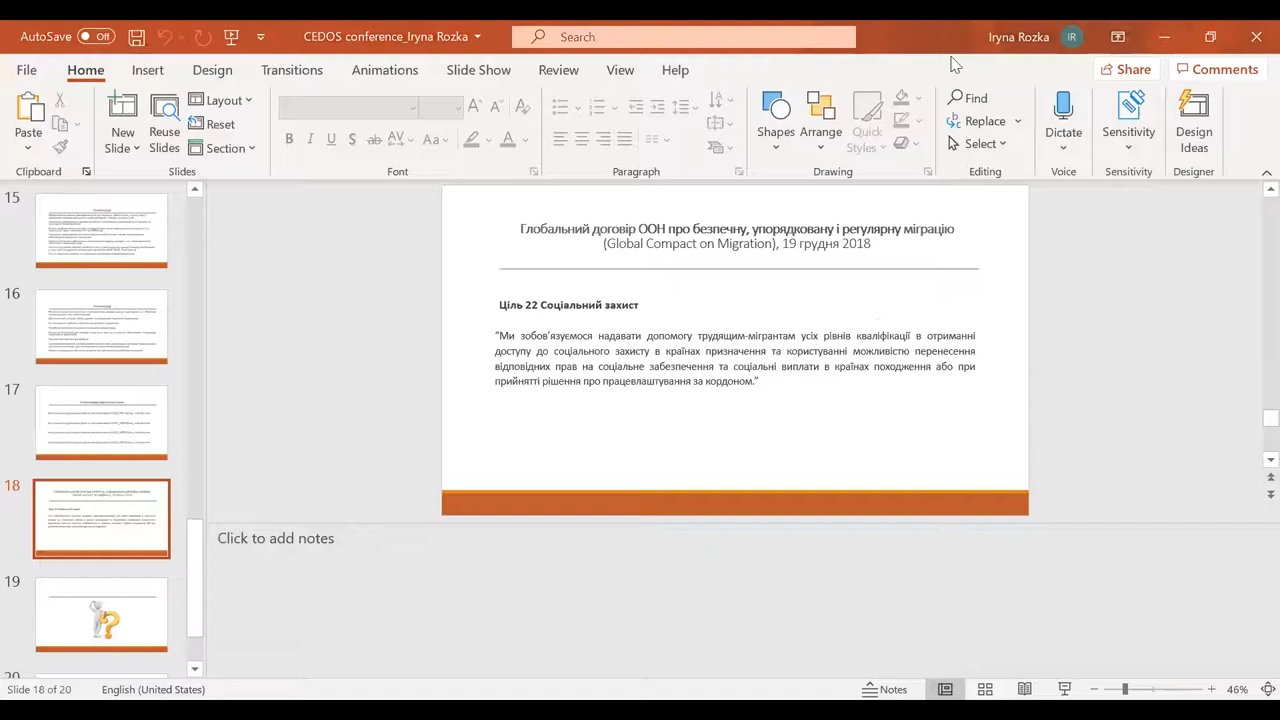 AutoSave Off CEDOS conference_Iryna Rozka Search Iryna Rozka IR
File Home Insert Design Transitions Animations Slide Show Review View Help Share Comments
Paste New Slide Reuse Slides Layout Reset Section
B I U S ab AV Aa A
Shapes Arrange Quick Styles
Find
Replace
Select
Dictate Sensitivity Design Ideas
Clipboard Slides Font Paragraph Drawing Editing Voice Sensitivity Designer
15
16
17
18
19
20
Глобальний договір ООН про безпечну, упорядковану і регулярну міграцію
(Global Compact on Migration), 19 грудня 2018
Ціль 22 Соціальний захист
“Ми зобов’язуємося надавати допомогу трудящим-мігрантам усіх рівнів кваліфікації в отриманні
доступу до соціального захисту в країнах призначення та користуванні можливістю перенесення
відповідних прав на соціальне забезпечення та соціальні виплати в країнах походження або при
прийнятті рішення про працевлаштування за кордоном.”
Click to add notes
Slide 18 of 20 English (United States) Notes 46%